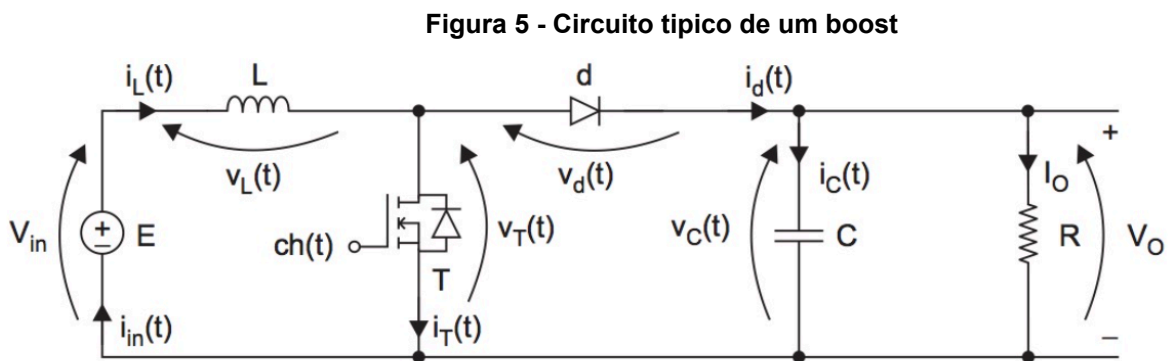 Figura 5 - Circuito tipico de um boost
i_L(t)
L
d
i_d(t)
v_L(t)
v_d(t)
i_C(t)
I_O
+
V_in
+
−
E
ch(t)
v_T(t)
v_C(t)
C
R
V_O
T
i_in(t)
i_T(t)
−